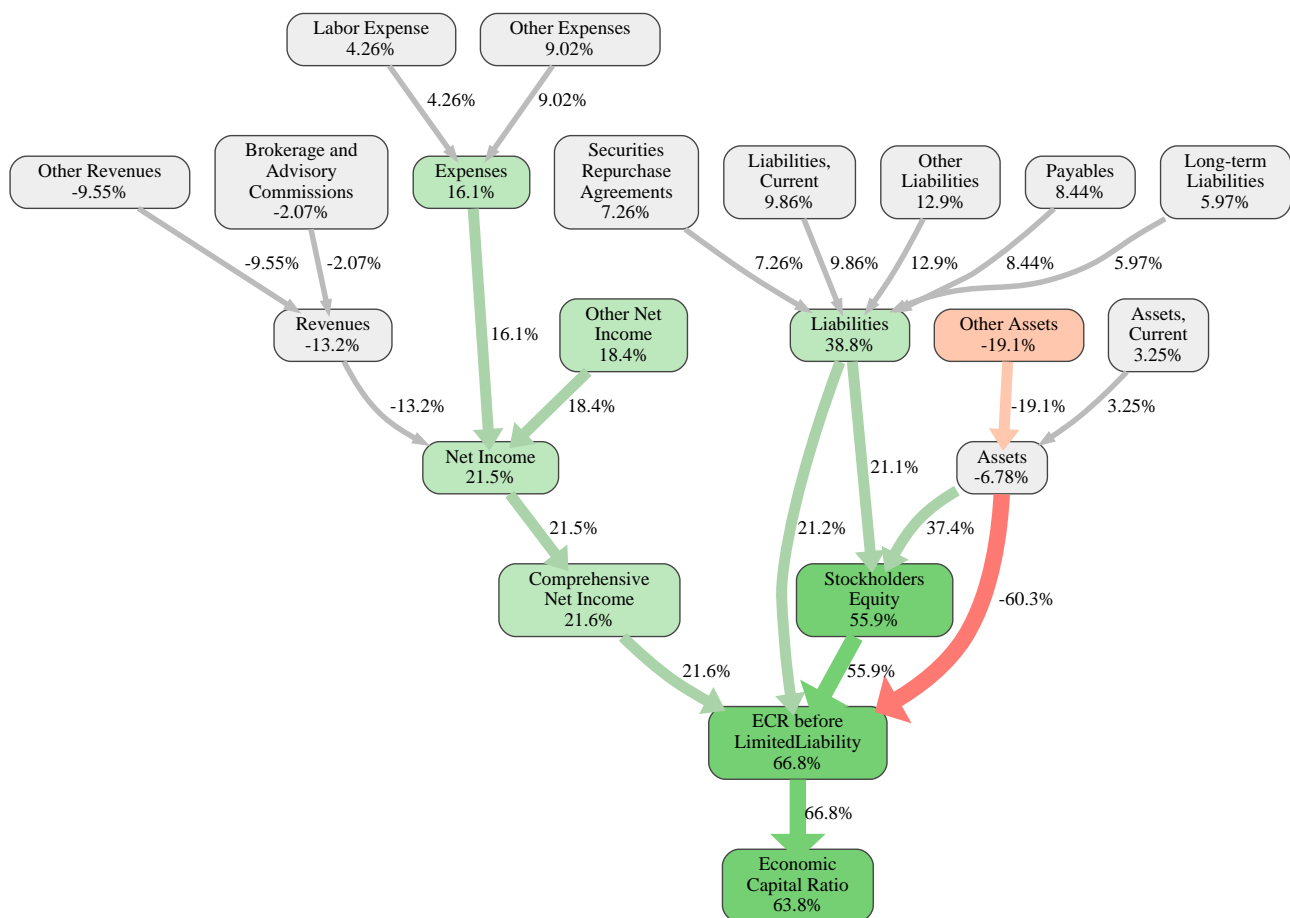 Labor Expense
4.26%
Other Expenses
9.02%
4.26%
9.02%
Other Revenues
-9.55%
Brokerage and
Advisory
Commissions
-2.07%
Expenses
16.1%
Securities
Repurchase
Agreements
7.26%
Liabilities,
Current
9.86%
Other
Liabilities
12.9%
Payables
8.44%
Long-term
Liabilities
5.97%
-9.55%
-2.07%
7.26%
9.86%
12.9%
8.44%
5.97%
Revenues
-13.2%
16.1%
Other Net
Income
18.4%
Liabilities
38.8%
Other Assets
-19.1%
Assets,
Current
3.25%
-13.2%
18.4%
-19.1%
3.25%
Net Income
21.5%
21.1%
Assets
-6.78%
21.5%
21.2%
37.4%
Comprehensive
Net Income
21.6%
Stockholders
Equity
55.9%
-60.3%
21.6%
55.9%
ECR before
LimitedLiability
66.8%
66.8%
Economic
Capital Ratio
63.8%